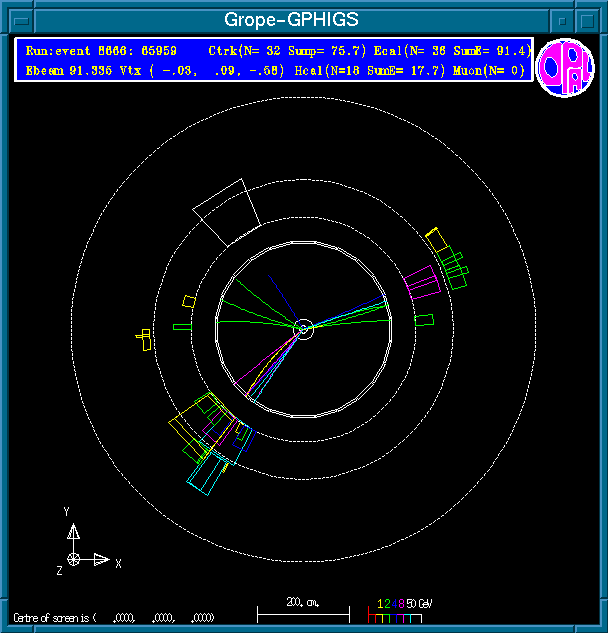 Grope-GPHIGS
Run:event 8666: 65959 Ctrk(N= 32 Sump= 75.7) Ecal(N= 36 SumE= 91.4)
Ebeam 91.335 Vtx ( -.03, .09, -.68) Hcal(N=18 SumE= 17.7) Muon(N= 0)
OPAL
Y
X
Z
200. cm.
1 2 4 8 50 GeV
Centre of screen is ( .0000, .0000, .0000)